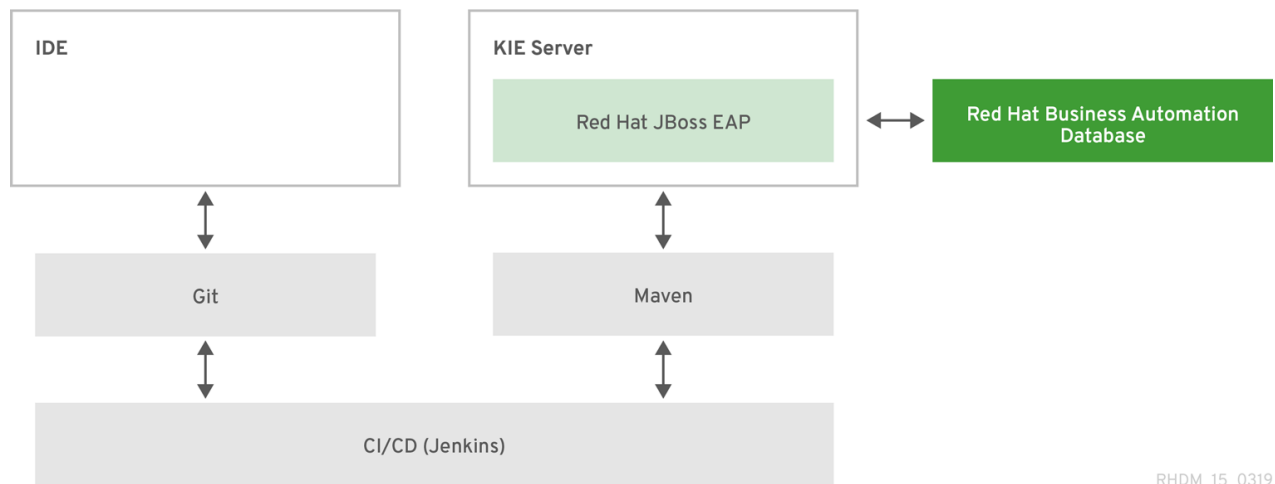 IDE
KIE Server
Red Hat JBoss EAP
Red Hat Business Automation
Database
Git
Maven
CI/CD (Jenkins)
RHDM_15_0319